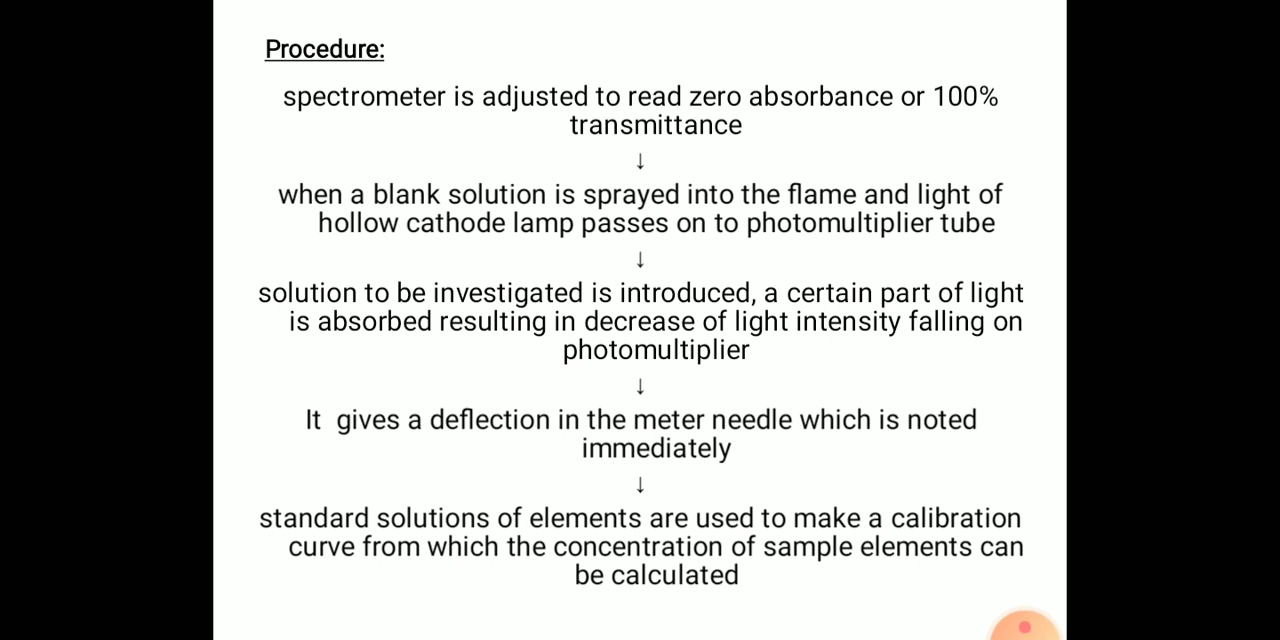 Procedure:
spectrometer is adjusted to read zero absorbance or 100%
transmittance
↓
when a blank solution is sprayed into the flame and light of
hollow cathode lamp passes on to photomultiplier tube
↓
solution to be investigated is introduced, a certain part of light
is absorbed resulting in decrease of light intensity falling on
photomultiplier
↓
It gives a deflection in the meter needle which is noted
immediately
↓
standard solutions of elements are used to make a calibration
curve from which the concentration of sample elements can
be calculated